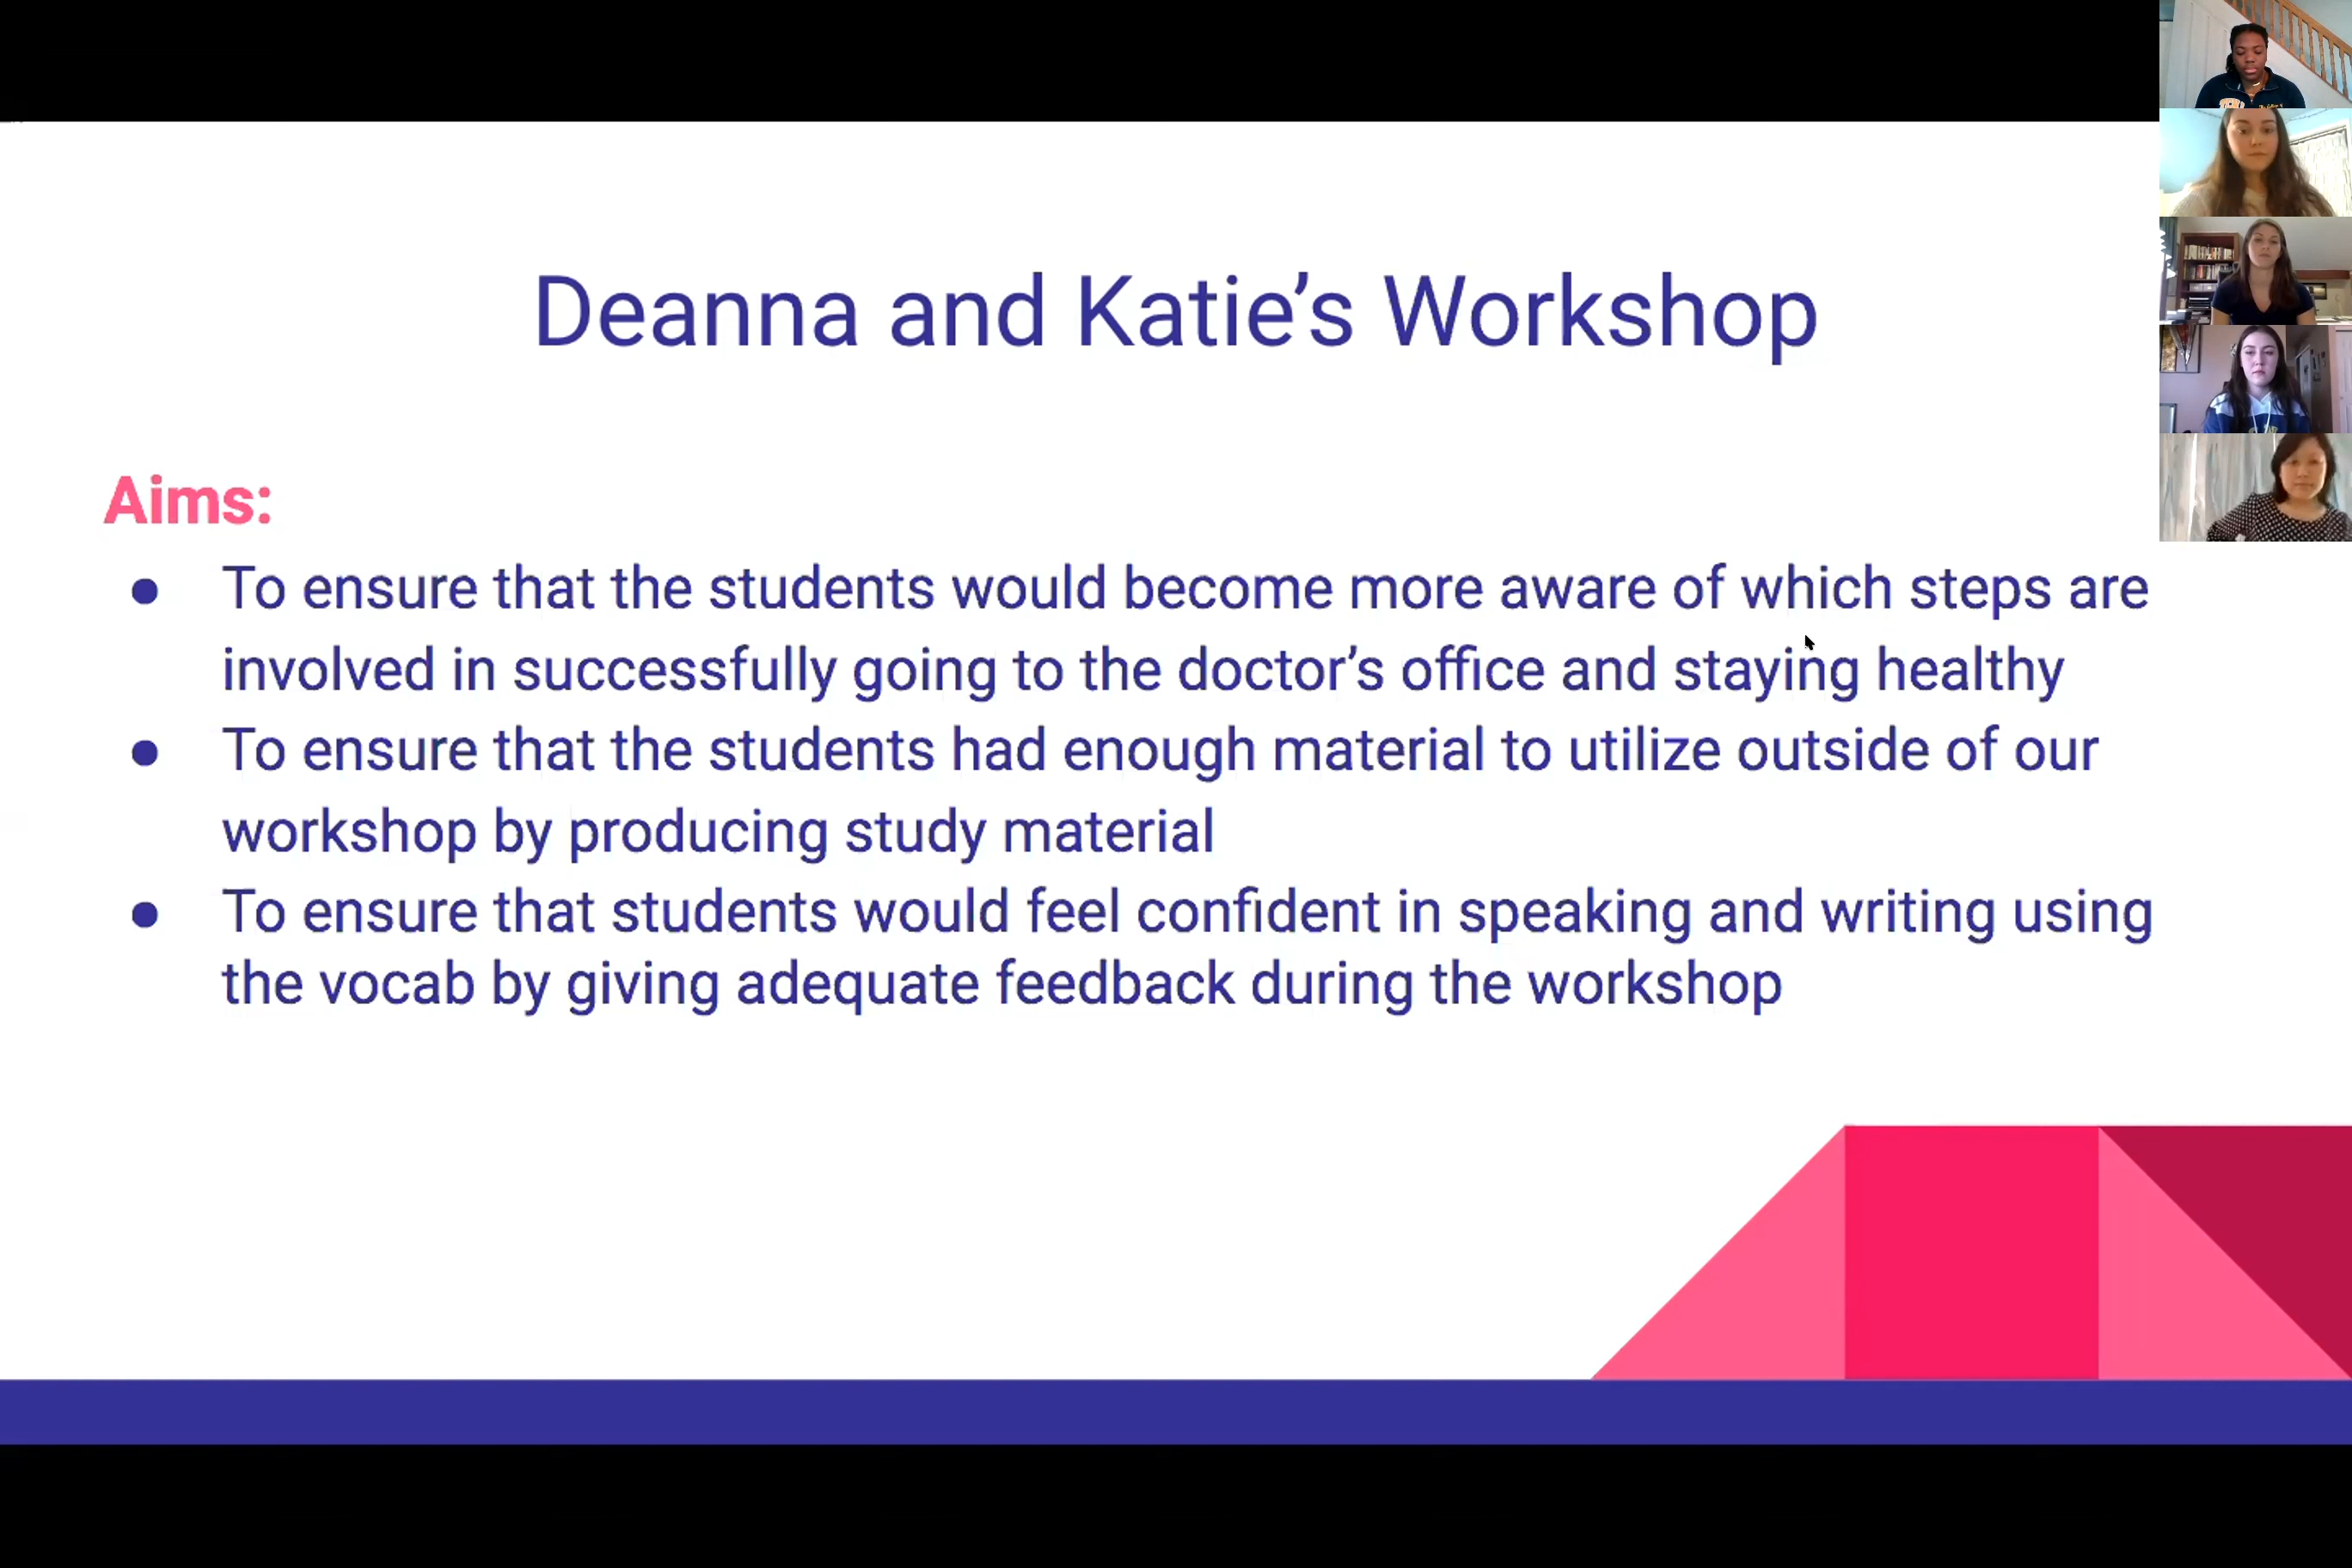 Deanna and Katie’s Workshop
Aims:
● To ensure that the students would become more aware of which steps are
involved in successfully going to the doctor’s office and staying healthy
● To ensure that the students had enough material to utilize outside of our
workshop by producing study material
● To ensure that students would feel confident in speaking and writing using
the vocab by giving adequate feedback during the workshop